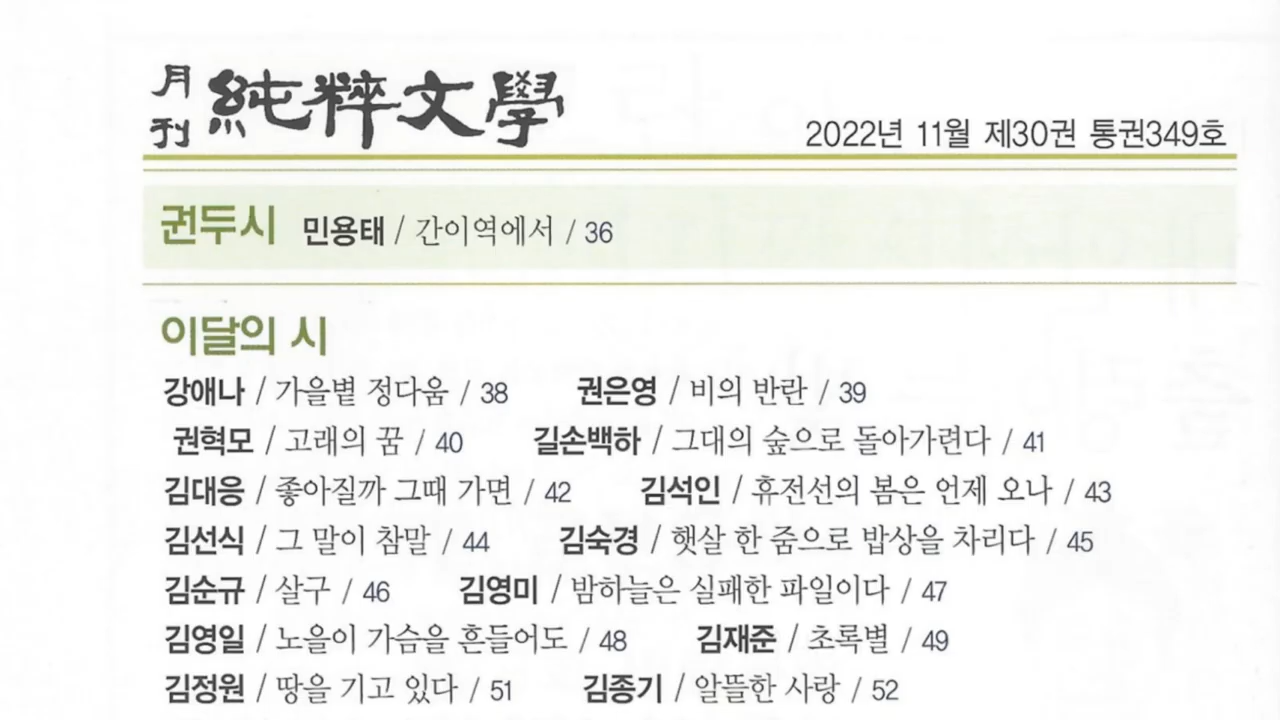 月刊 純粹文學
2022년 11월 제30권 통권349호
권두시 민용태 / 간이역에서 / 36
이달의 시
강애나 / 가을볕 정다움 / 38 권은영 / 비의 반란 / 39
권혁모 / 고래의 꿈 / 40 길손백하 / 그대의 숲으로 돌아가련다 / 41
김대응 / 좋아질까 그때 가면 / 42 김석인 / 휴전선의 봄은 언제 오나 / 43
김선식 / 그 말이 참말 / 44 김숙경 / 햇살 한 줌으로 밥상을 차리다 / 45
김순규 / 살구 / 46 김영미 / 밤하늘은 실패한 파일이다 / 47
김영일 / 노을이 가슴을 흔들어도 / 48 김재준 / 초록별 / 49
김정원 / 땅을 기고 있다 / 51 김종기 / 알뜰한 사랑 / 52